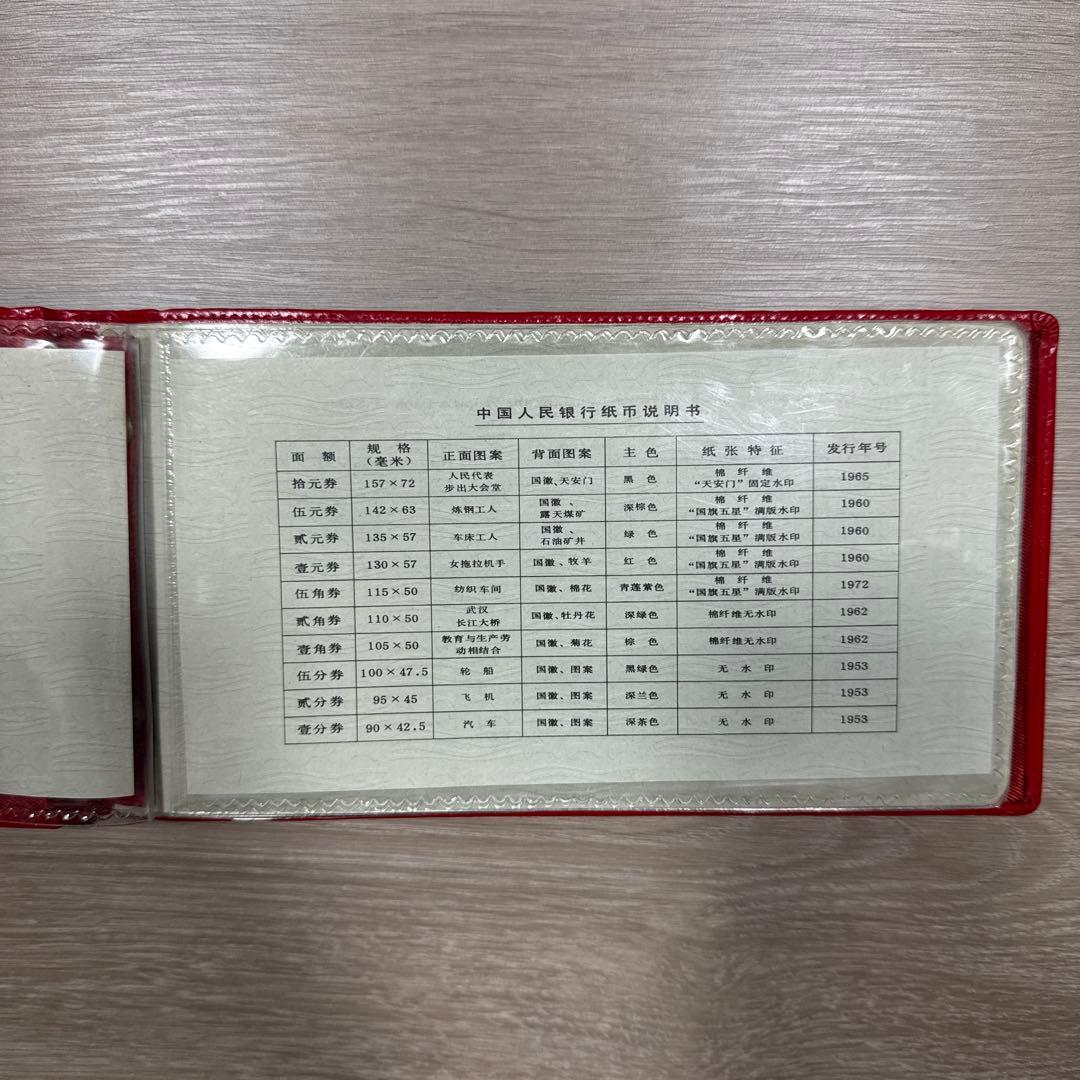 中国人民银行纸币说明书
面 额 规 格（毫米） 正面图案 背面图案 主 色 纸 张 特 征 发行年号
拾元券 157×72 人民代表步出大会堂 国徽、天安门 黑 色 棉 纤 维“天安门”固定水印 1965
伍元券 142×63 炼钢工人 国徽、露天煤矿 深棕色 棉 纤 维“国旗五星”满版水印 1960
贰元券 135×57 车床工人 国徽、石油矿井 绿 色 棉 纤 维“国旗五星”满版水印 1960
壹元券 130×57 女拖拉机手 国徽、牧羊 红 色 棉 纤 维“国旗五星”满版水印 1960
伍角券 115×50 纺织车间 国徽、棉花 青莲紫色 棉 纤 维“国旗五星”满版水印 1972
贰角券 110×50 武汉长江大桥 国徽、牡丹花 深绿色 棉纤维无水印 1962
壹角券 105×50 教育与生产劳动相结合 国徽、菊花 棕 色 棉纤维无水印 1962
伍分券 100×47.5 轮 船 国徽、图案 黑绿色 无 水 印 1953
贰分券 95×45 飞 机 国徽、图案 深兰色 无 水 印 1953
壹分券 90×42.5 汽 车 国徽、图案 深茶色 无 水 印 1953